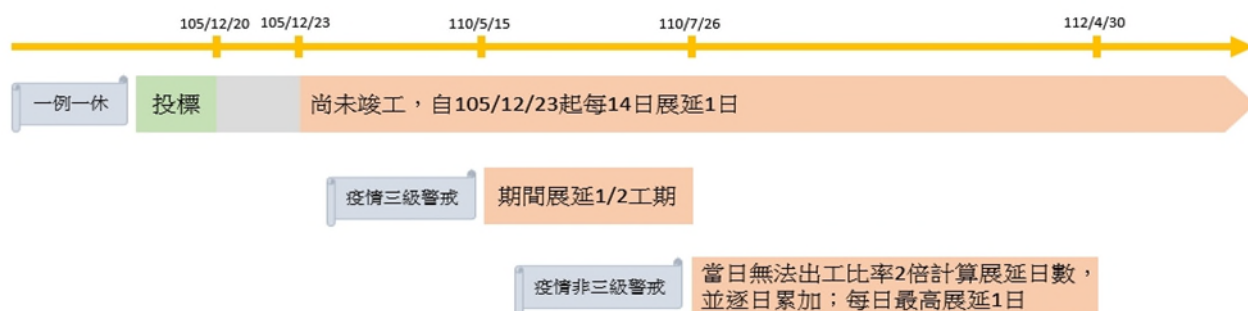 105/12/20
105/12/23
110/5/15
110/7/26
112/4/30
一例一休
投標
尚未竣工，自105/12/23起每14日展延1日
疫情三級警戒
期間展延1/2工期
疫情非三級警戒
當日無法出工比率2倍計算展延日數，
並逐日累加；每日最高展延1日